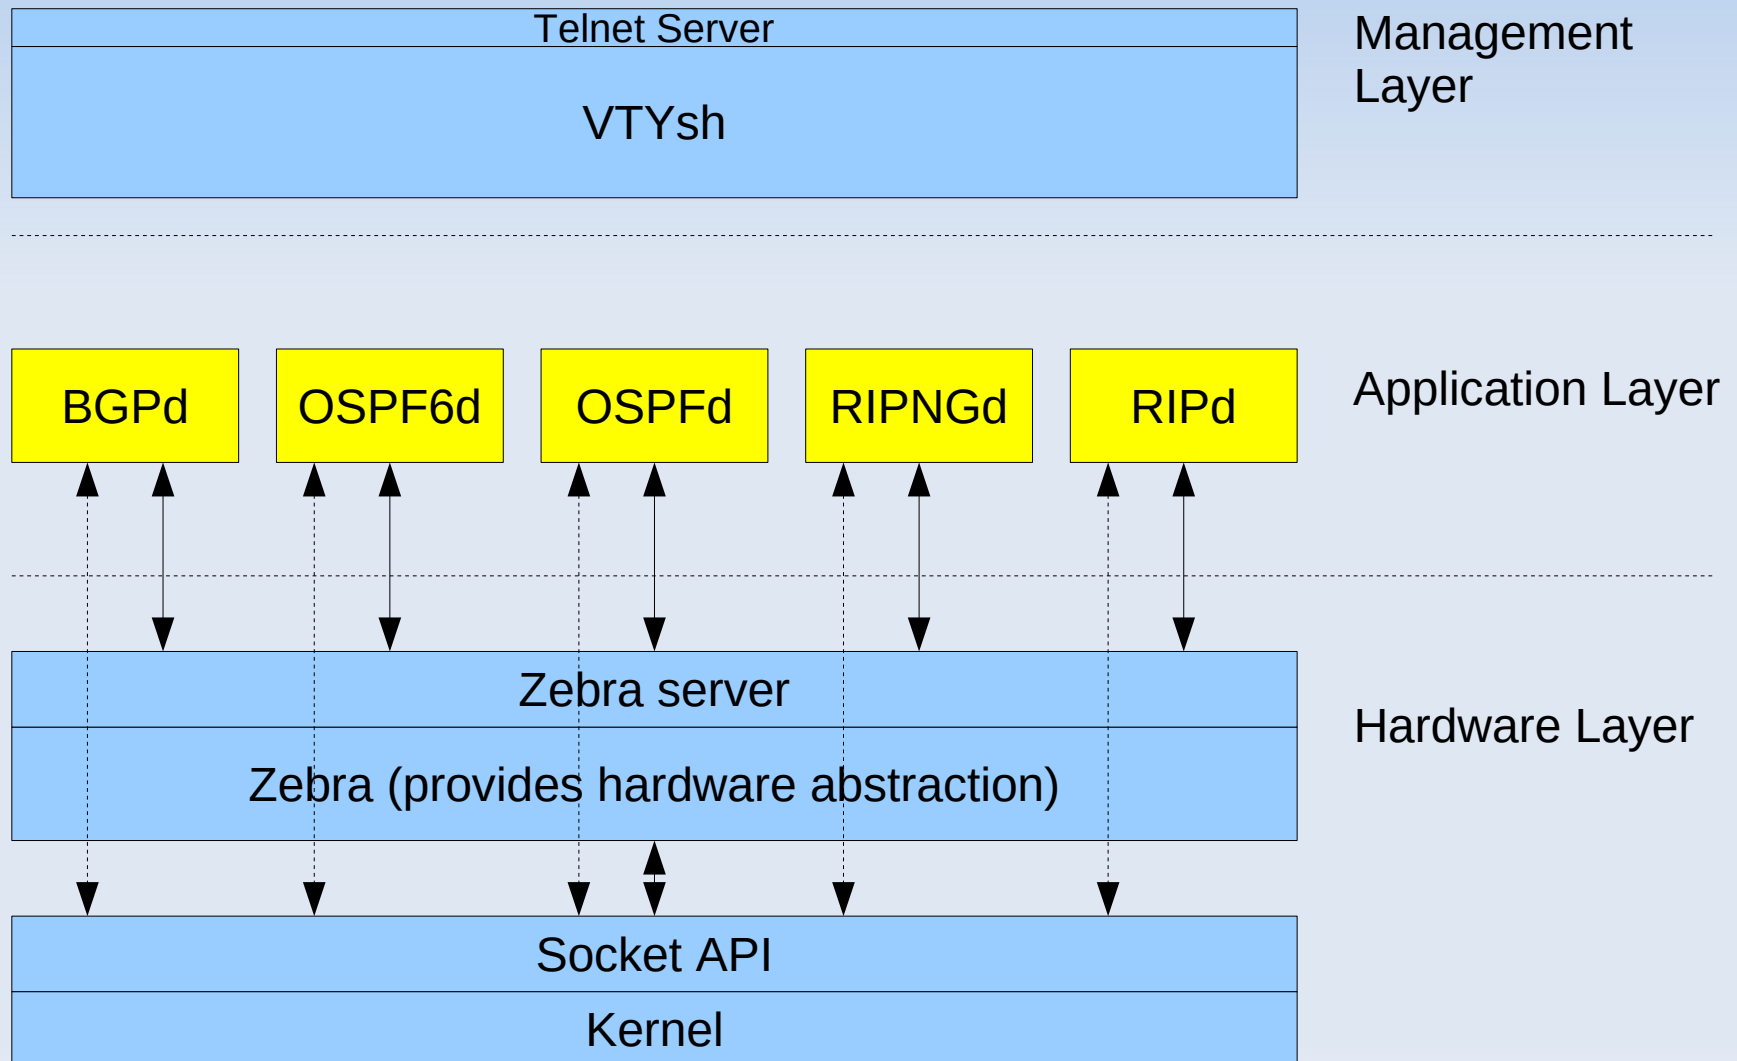 Telnet Server
VTYsh
Management
Layer
BGPd
OSPF6d
OSPFd
RIPNGd
RIPd
Application Layer
Zebra server
Zebra (provides hardware abstraction)
Hardware Layer
Socket API
Kernel